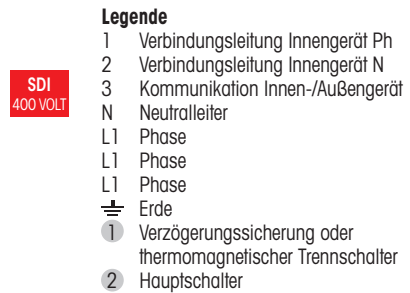 Legende
1 Verbindungsleitung Innengerät Ph
2 Verbindungsleitung Innengerät N
3 Kommunikation Innen-/Außengerät
SDI
400 VOLT
N Neutralleiter
L1 Phase
L1 Phase
L1 Phase
Erde
1 Verzögerungssicherung oder
thermomagnetischer Trennschalter
2 Hauptschalter